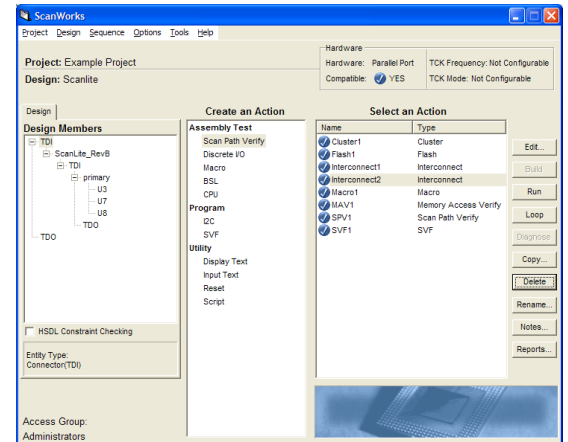 ScanWorks
Project Design Sequence Options Tools Help
Project: Example Project
Design: Scanlite
Hardware
Hardware: Parallel Port TCK Frequency: Not Configurable
Compatible: YES TCK Mode: Not Configurable
Design
Design Members
TDI
ScanLite_RevB
TDI
primary
U3
U7
U8
TDO
TDO
HSDL Constraint Checking
Entity Type:
Connector(TDI)
Access Group:
Administrators
Create an Action
Assembly Test
Scan Path Verify
Discrete I/O
Macro
BSL
CPU
Program
I2C
SVF
Utility
Display Text
Input Text
Reset
Script
Select an Action
Name Type
Cluster1 Cluster
Flash1 Flash
Interconnect1 Interconnect
Interconnect2 Interconnect
Macro1 Macro
MAV1 Memory Access Verify
SPV1 Scan Path Verify
SVF1 SVF
Edit...
Build
Run
Loop
Diagnose
Copy...
Delete
Rename...
Notes...
Reports...